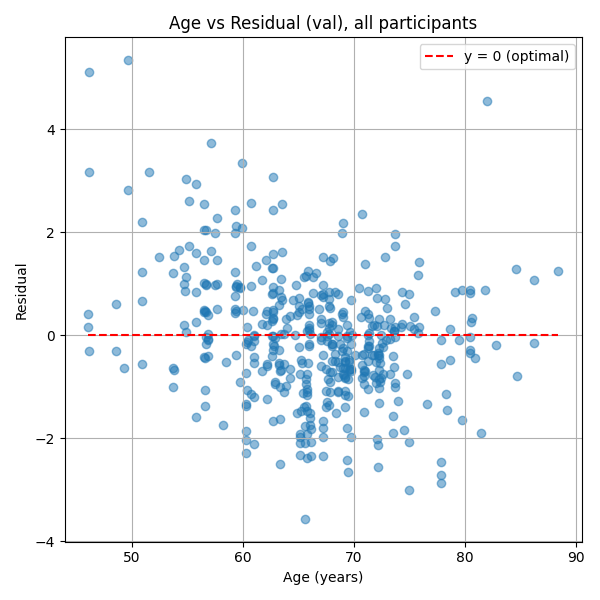 Age vs Residual (val), all participants
y = 0 (optimal)
Residual
4
2
0
−2
−4
50 60 70 80 90
Age (years)